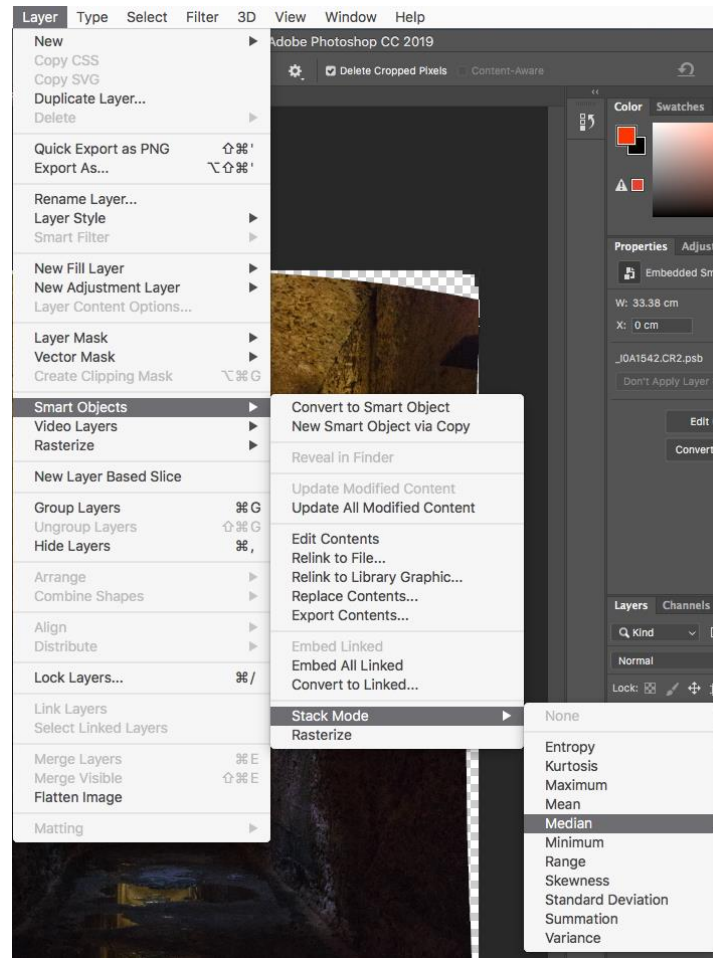 Layer Type Select Filter 3D View Window Help
Adobe Photoshop CC 2019
Delete Cropped Pixels Content-Aware
New
Copy CSS
Copy SVG
Duplicate Layer...
Delete
Quick Export as PNG ⇧⌘'
Export As... ⌥⇧⌘'
Rename Layer...
Layer Style
Smart Filter
New Fill Layer
New Adjustment Layer
Layer Content Options...
Layer Mask
Vector Mask
Create Clipping Mask ⌥⌘G
Smart Objects
Video Layers
Rasterize
New Layer Based Slice
Group Layers ⌘G
Ungroup Layers ⇧⌘G
Hide Layers ⌘,
Arrange
Combine Shapes
Align
Distribute
Lock Layers... ⌘/
Link Layers
Select Linked Layers
Merge Layers ⌘E
Merge Visible ⇧⌘E
Flatten Image
Matting
Convert to Smart Object
New Smart Object via Copy
Reveal in Finder
Update Modified Content
Update All Modified Content
Edit Contents
Relink to File...
Relink to Library Graphic...
Replace Contents...
Export Contents...
Embed Linked
Embed All Linked
Convert to Linked...
Stack Mode
Rasterize
None
Entropy
Kurtosis
Maximum
Mean
Median
Minimum
Range
Skewness
Standard Deviation
Summation
Variance
Color Swatches
Properties Adjust
Embedded Sm
W: 33.38 cm
X: 0 cm
_I0A1542.CR2.psb
Don't Apply Layer
Edit
Convert
Layers Channels
Kind
Normal
Lock: